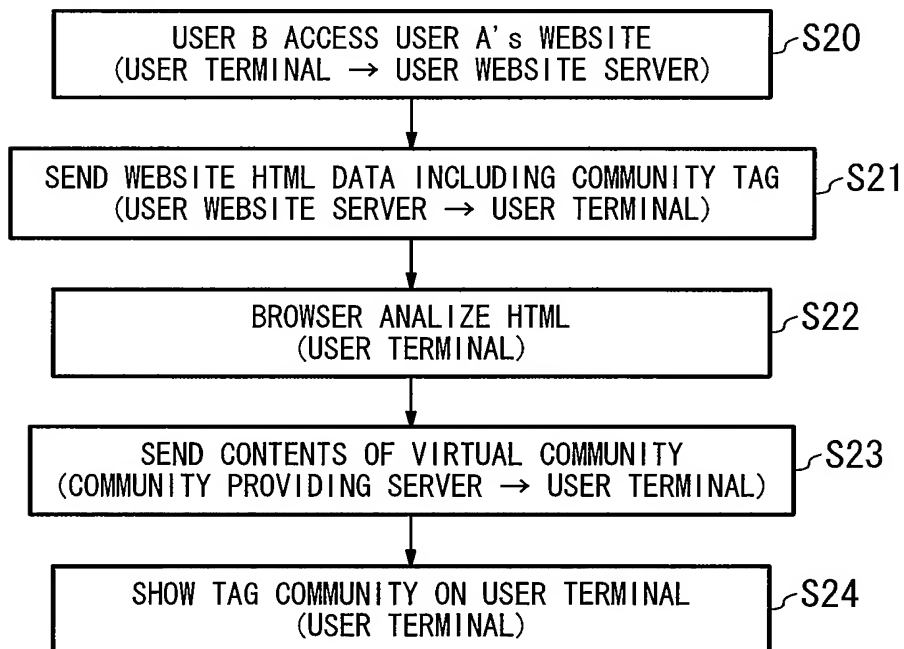 USER B ACCESS USER A's WEBSITE
(USER TERMINAL → USER WEBSITE SERVER)
S20
SEND WEBSITE HTML DATA INCLUDING COMMUNITY TAG
(USER WEBSITE SERVER → USER TERMINAL)
S21
BROWSER ANALIZE HTML
(USER TERMINAL)
S22
SEND CONTENTS OF VIRTUAL COMMUNITY
(COMMUNITY PROVIDING SERVER → USER TERMINAL)
S23
SHOW TAG COMMUNITY ON USER TERMINAL
(USER TERMINAL)
S24